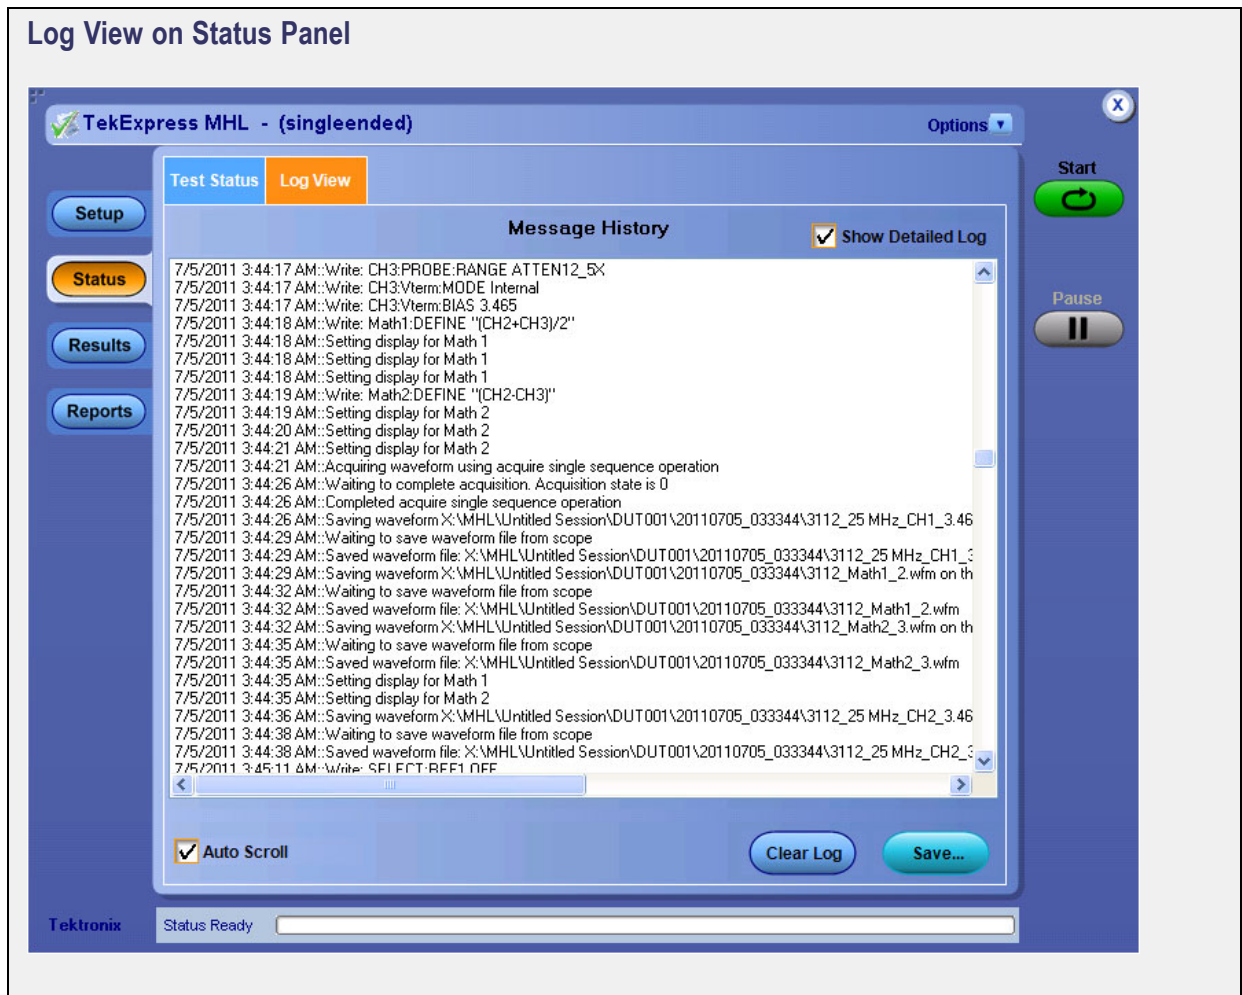 Log View on Status Panel
X
TekExpress MHL - (singleended)
Options
Start
Test Status
Log View
Setup
Message History
Show Detailed Log
Status
Pause
Results
Reports
7/5/2011 3:44:17 AM::Write: CH3:PROBE:RANGE ATTEN12_5X
7/5/2011 3:44:17 AM::Write: CH3:Vterm:MODE Internal
7/5/2011 3:44:17 AM::Write: CH3:Vterm:BIAS 3.465
7/5/2011 3:44:18 AM::Write: Math1:DEFINE "(CH2+CH3)/2"
7/5/2011 3:44:18 AM::Setting display for Math 1
7/5/2011 3:44:18 AM::Setting display for Math 1
7/5/2011 3:44:18 AM::Setting display for Math 1
7/5/2011 3:44:19 AM::Write: Math2:DEFINE "(CH2-CH3)"
7/5/2011 3:44:19 AM::Setting display for Math 2
7/5/2011 3:44:20 AM::Setting display for Math 2
7/5/2011 3:44:21 AM::Setting display for Math 2
7/5/2011 3:44:21 AM::Acquiring waveform using acquire single sequence operation
7/5/2011 3:44:26 AM::Waiting to complete acquisition. Acquisition state is 0
7/5/2011 3:44:26 AM::Completed acquire single sequence operation
7/5/2011 3:44:26 AM::Saving waveform X:\MHL\Untitled Session\DUT001\20110705_033344\3112_25 MHz_CH1_3.46
7/5/2011 3:44:29 AM::Waiting to save waveform file from scope
7/5/2011 3:44:29 AM::Saved waveform file: X:\MHL\Untitled Session\DUT001\20110705_033344\3112_25 MHz_CH1_3
7/5/2011 3:44:29 AM::Saving waveform X:\MHL\Untitled Session\DUT001\20110705_033344\3112_Math1_2.wfm on th
7/5/2011 3:44:32 AM::Waiting to save waveform file from scope
7/5/2011 3:44:32 AM::Saved waveform file: X:\MHL\Untitled Session\DUT001\20110705_033344\3112_Math1_2.wfm
7/5/2011 3:44:32 AM::Saving waveform X:\MHL\Untitled Session\DUT001\20110705_033344\3112_Math2_3.wfm on th
7/5/2011 3:44:35 AM::Waiting to save waveform file from scope
7/5/2011 3:44:35 AM::Saved waveform file: X:\MHL\Untitled Session\DUT001\20110705_033344\3112_Math2_3.wfm
7/5/2011 3:44:35 AM::Setting display for Math 1
7/5/2011 3:44:35 AM::Setting display for Math 2
7/5/2011 3:44:36 AM::Saving waveform X:\MHL\Untitled Session\DUT001\20110705_033344\3112_25 MHz_CH2_3.46
7/5/2011 3:44:38 AM::Waiting to save waveform file from scope
7/5/2011 3:44:38 AM::Saved waveform file: X:\MHL\Untitled Session\DUT001\20110705_033344\3112_25 MHz_CH2_3
7/5/2011 3:45:11 AM::Write: SELECT:REF1 OFF
Auto Scroll
Clear Log
Save...
Tektronix
Status Ready